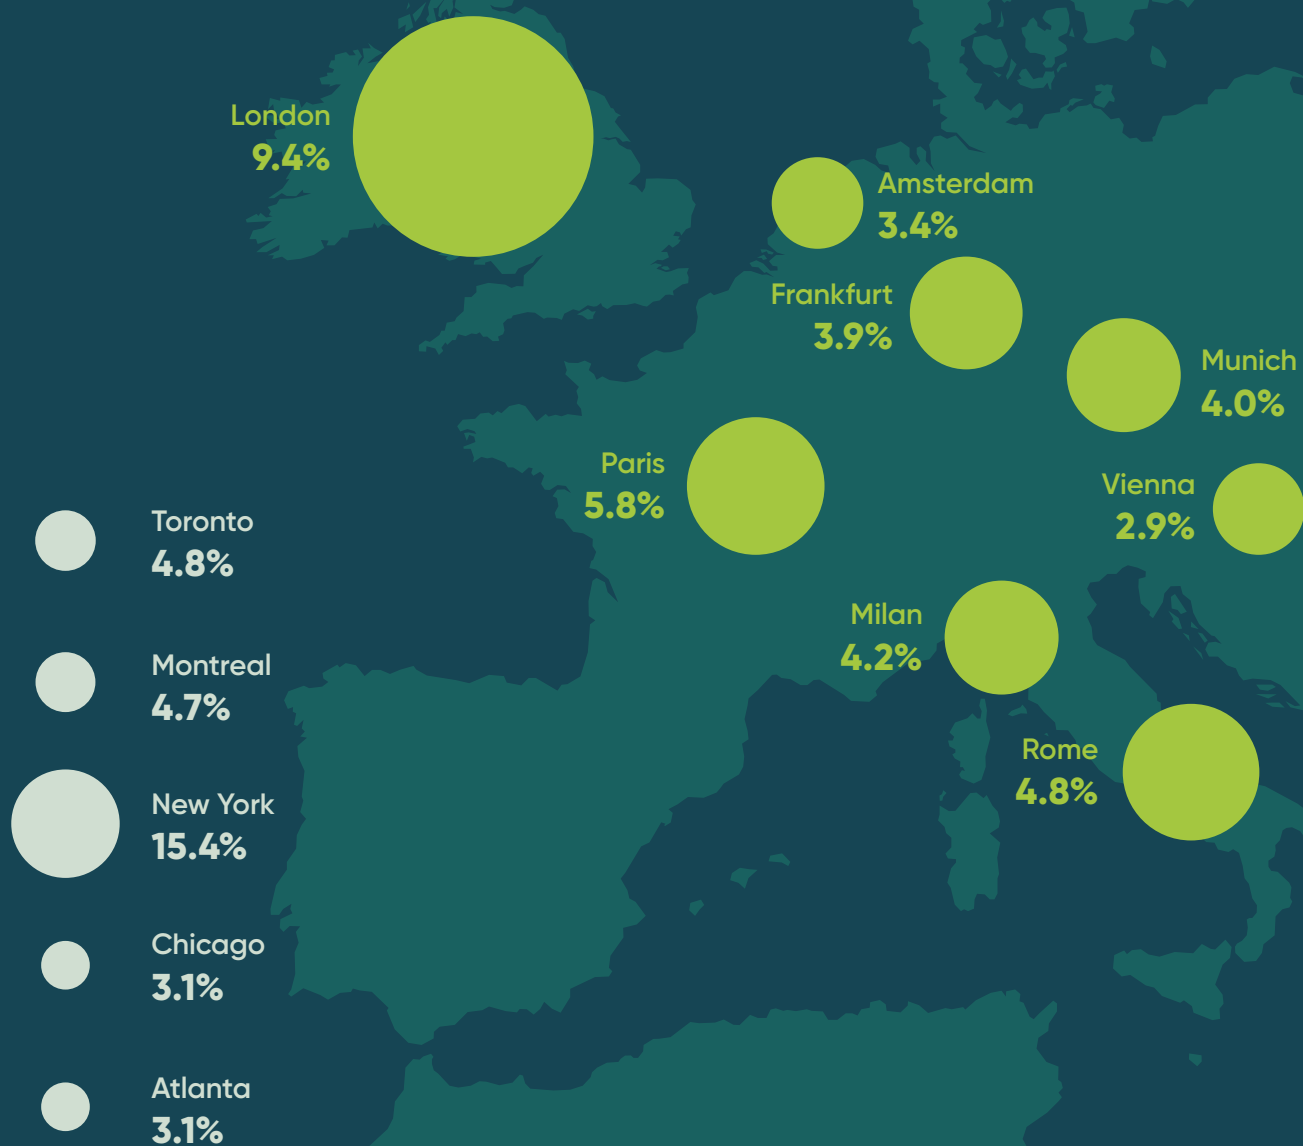 London
9.4%
Amsterdam
3.4%
Frankfurt
3.9%
Munich
4.0%
Paris
5.8%
Vienna
2.9%
Milan
4.2%
Rome
4.8%
Toronto
4.8%
Montreal
4.7%
New York
15.4%
Chicago
3.1%
Atlanta
3.1%